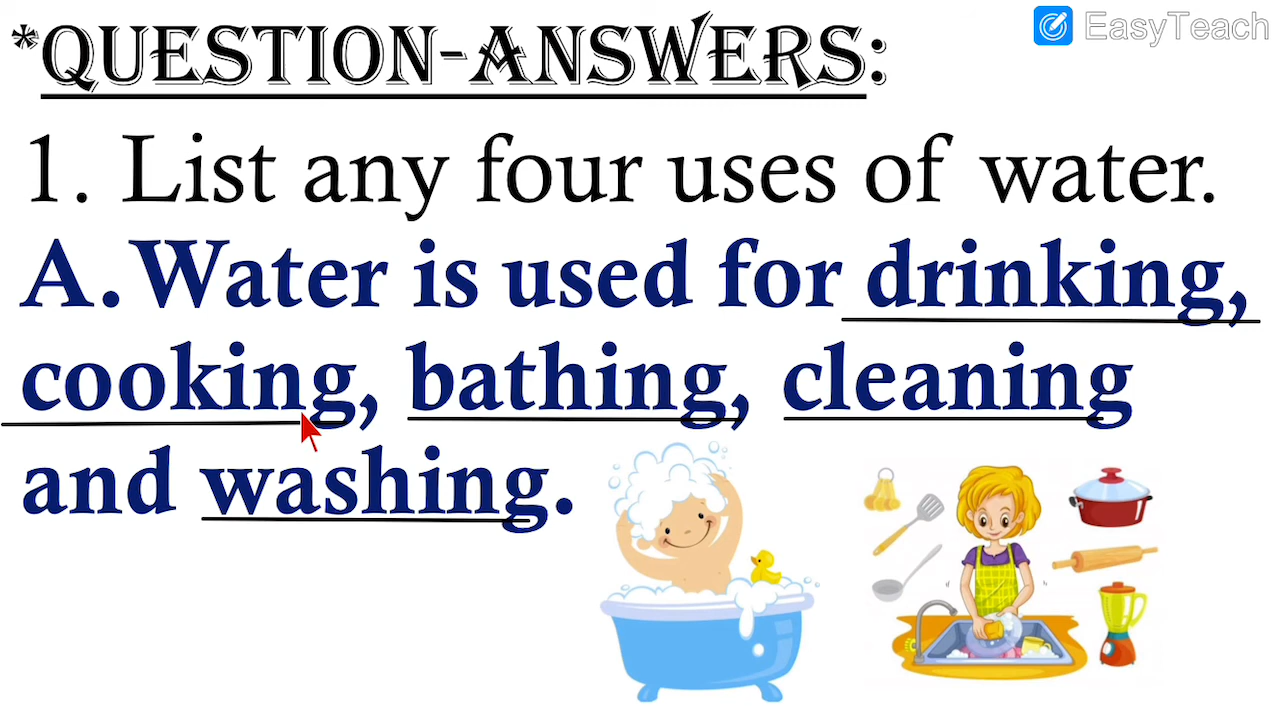 *QUESTION-ANSWERS:
EasyTeach
1. List any four uses of water.
A. Water is used for drinking,
cooking, bathing, cleaning
and washing.